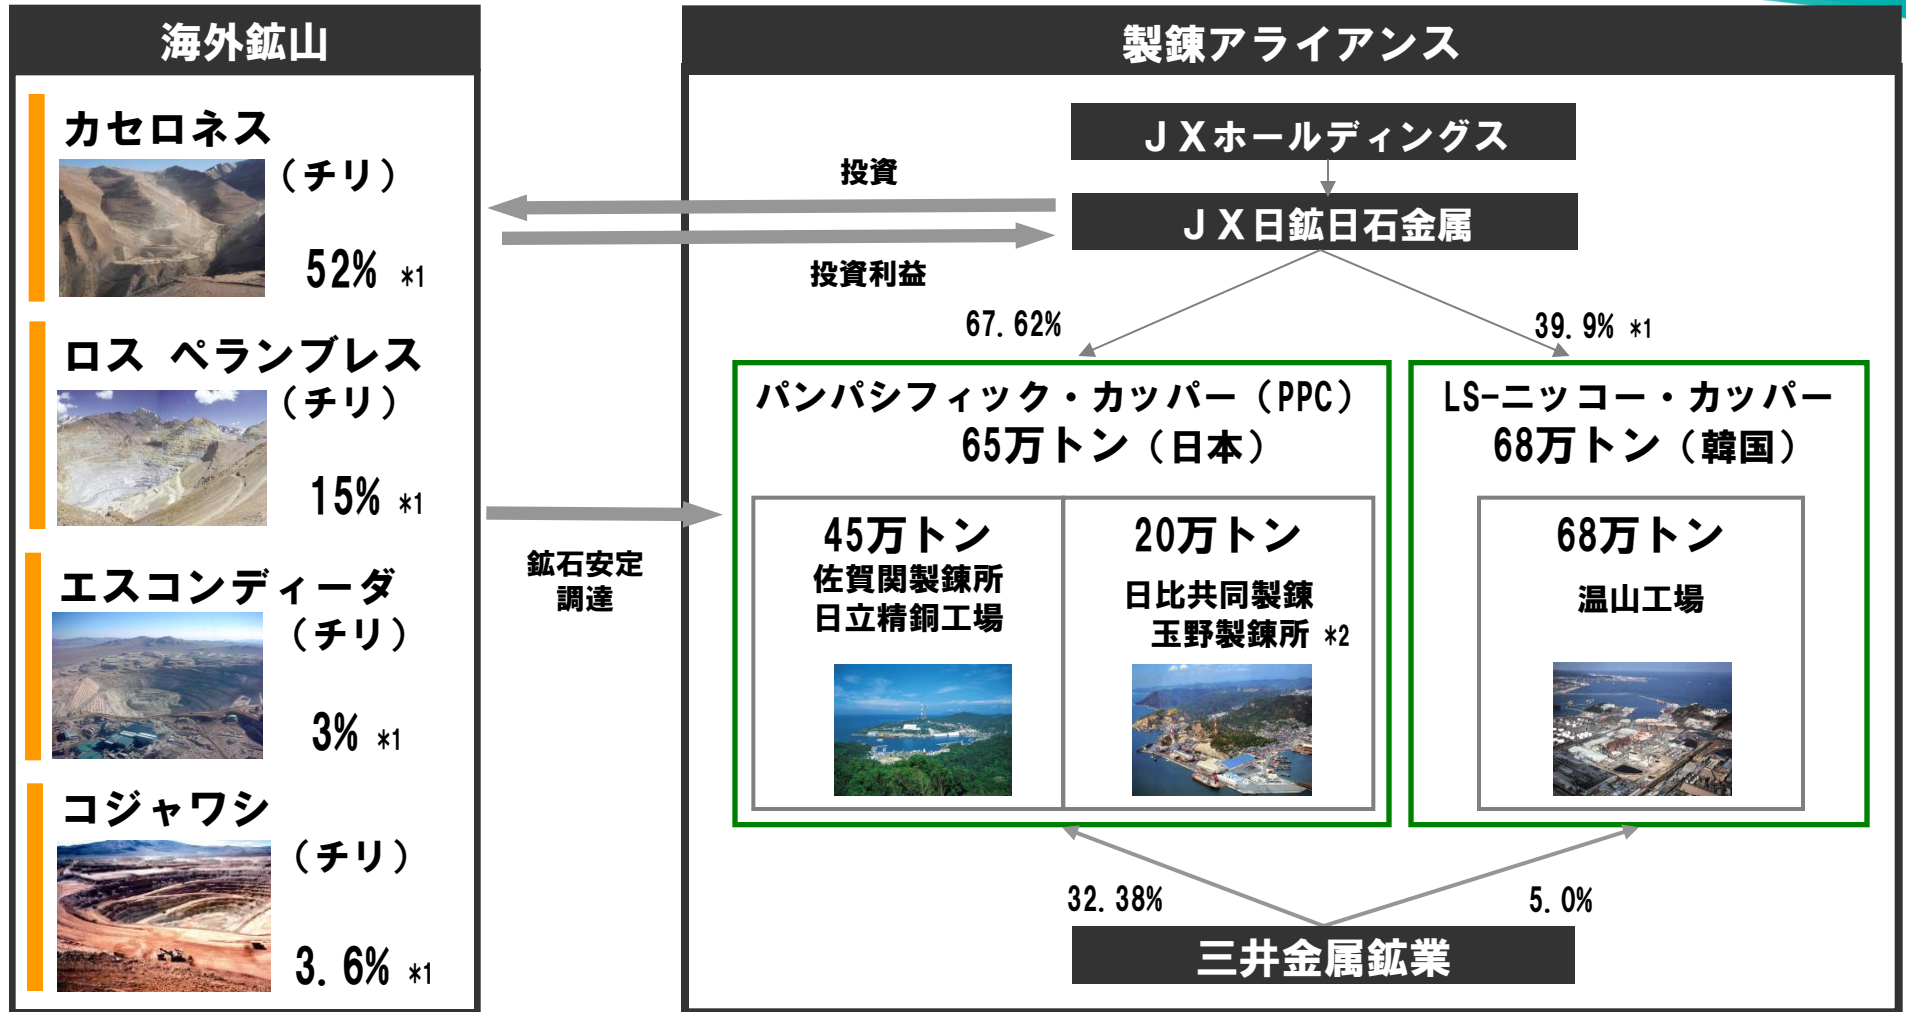 海外鉱山
カセロネス
（チリ）
52% *1
ロス ペランブレス
（チリ）
15% *1
エスコンディーダ
（チリ）
3% *1
コジャワシ
（チリ）
3.6% *1
投資
投資利益
鉱石安定
調達
製錬アライアンス
ＪＸホールディングス
ＪＸ日鉱日石金属
67.62%
39.9% *1
パンパシフィック・カッパー（PPC）
65万トン（日本）
45万トン
佐賀関製錬所
日立精銅工場
20万トン
日比共同製錬
玉野製錬所 *2
LS-ニッコー・カッパー
68万トン（韓国）
68万トン
温山工場
32.38%
5.0%
三井金属鉱業